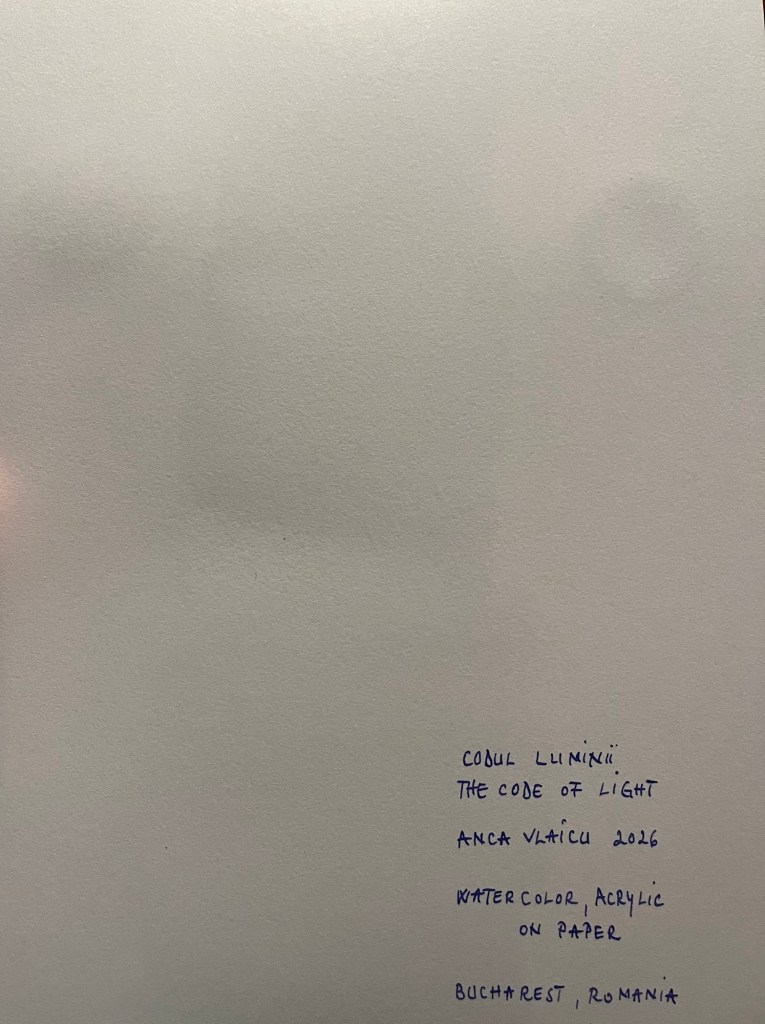 CODUL LUMINII
THE CODE OF LIGHT
ANCA VLAICU 2026
WATERCOLOR, ACRYLIC
ON PAPER
BUCHAREST, ROMANIA